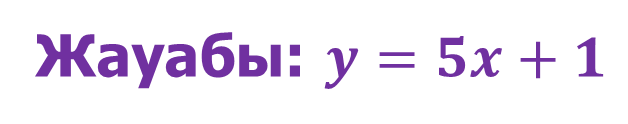 Жауабы: y = 5x + 1